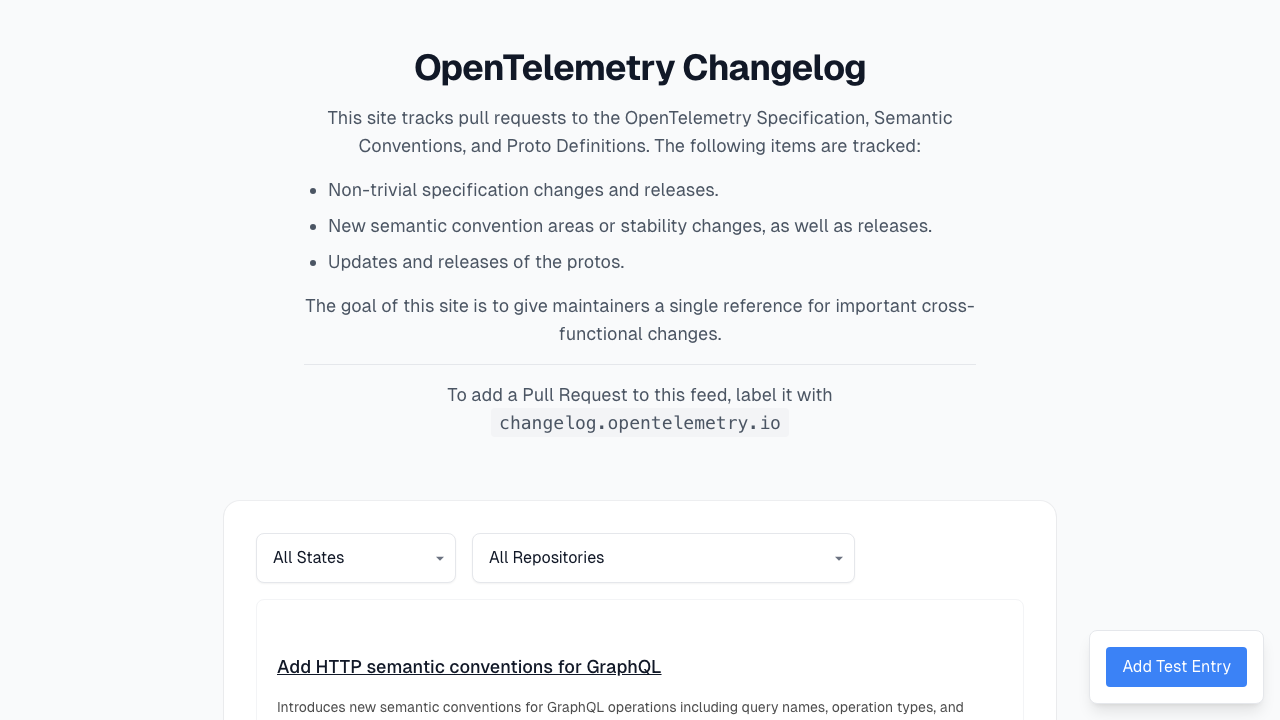 OpenTelemetry Changelog
This site tracks pull requests to the OpenTelemetry Specification, Semantic
Conventions, and Proto Definitions. The following items are tracked:
• Non-trivial specification changes and releases.
• New semantic convention areas or stability changes, as well as releases.
• Updates and releases of the protos.
The goal of this site is to give maintainers a single reference for important cross-
functional changes.
To add a Pull Request to this feed, label it with
changelog.opentelemetry.io
All States
All Repositories
Add HTTP semantic conventions for GraphQL
Introduces new semantic conventions for GraphQL operations including query names, operation types, and
Add Test Entry